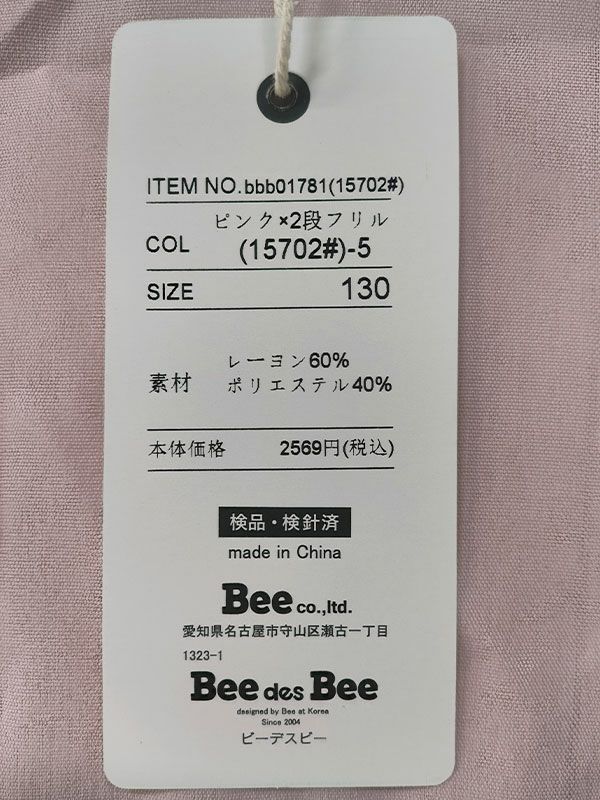 ITEM NO.bbb01781(15702#)
ピンク×2段フリル
COL (15702#)-5
SIZE 130
レーヨン60%
素材 ポリエステル40%
本体価格 2569円(税込)
検品・検針済
made in China
Bee co.,ltd.
愛知県名古屋市守山区瀬古一丁目
1323-1
Bee des Bee
designed by Bee at Korea
Since 2004
ビーデスビー